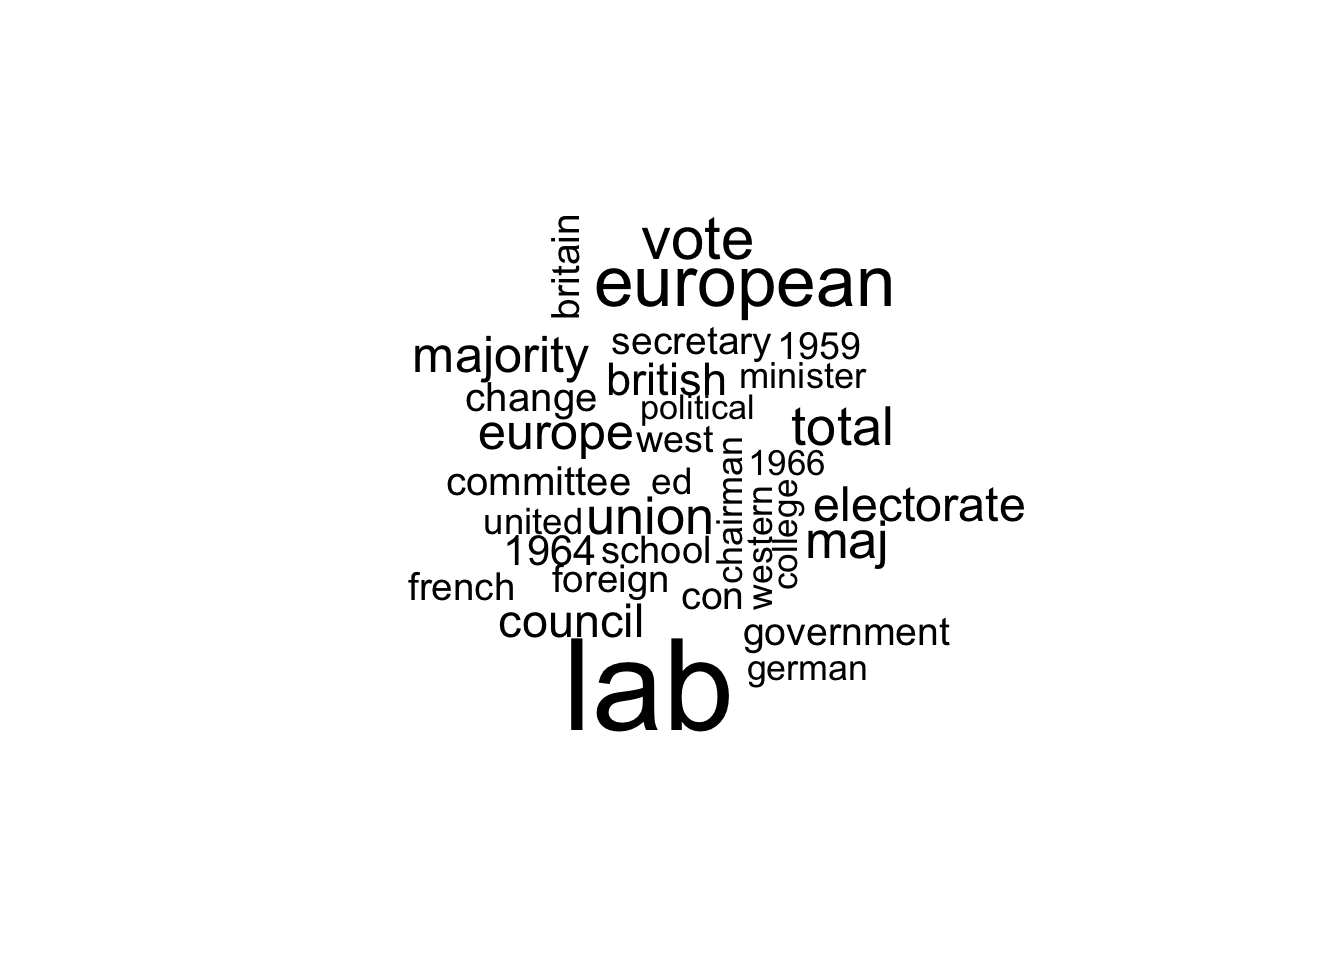 britain
vote
european
majority
secretary
1959
british
minister
change
political
europe
west
total
chairman
1966
committee
ed
western
college
electorate
united
union
maj
1964
school
foreign
french
con
council
government
lab
german